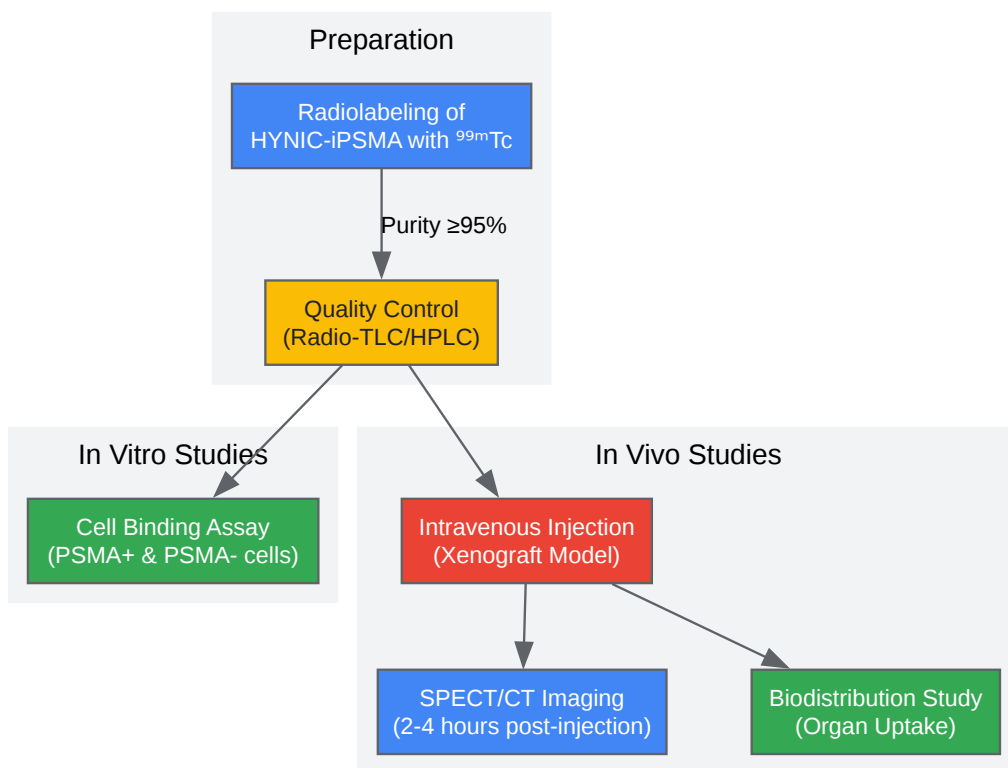 Preparation
Radiolabeling of
HYNIC-iPSMA with ⁹⁹ᵐTc
Purity ≥95%
Quality Control
(Radio-TLC/HPLC)
In Vitro Studies
Cell Binding Assay
(PSMA+ & PSMA- cells)
In Vivo Studies
Intravenous Injection
(Xenograft Model)
SPECT/CT Imaging
(2-4 hours post-injection)
Biodistribution Study
(Organ Uptake)